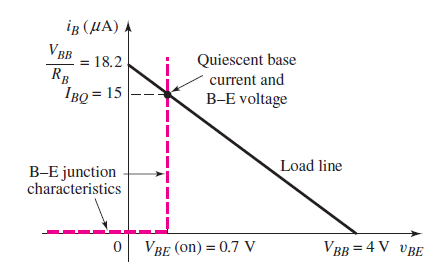 i_B (μA)
V_BB / R_B = 18.2
I_BQ = 15
Quiescent base
current and
B–E voltage
B–E junction
characteristics
Load line
0
V_BE (on) = 0.7 V
V_BB = 4 V
υ_BE